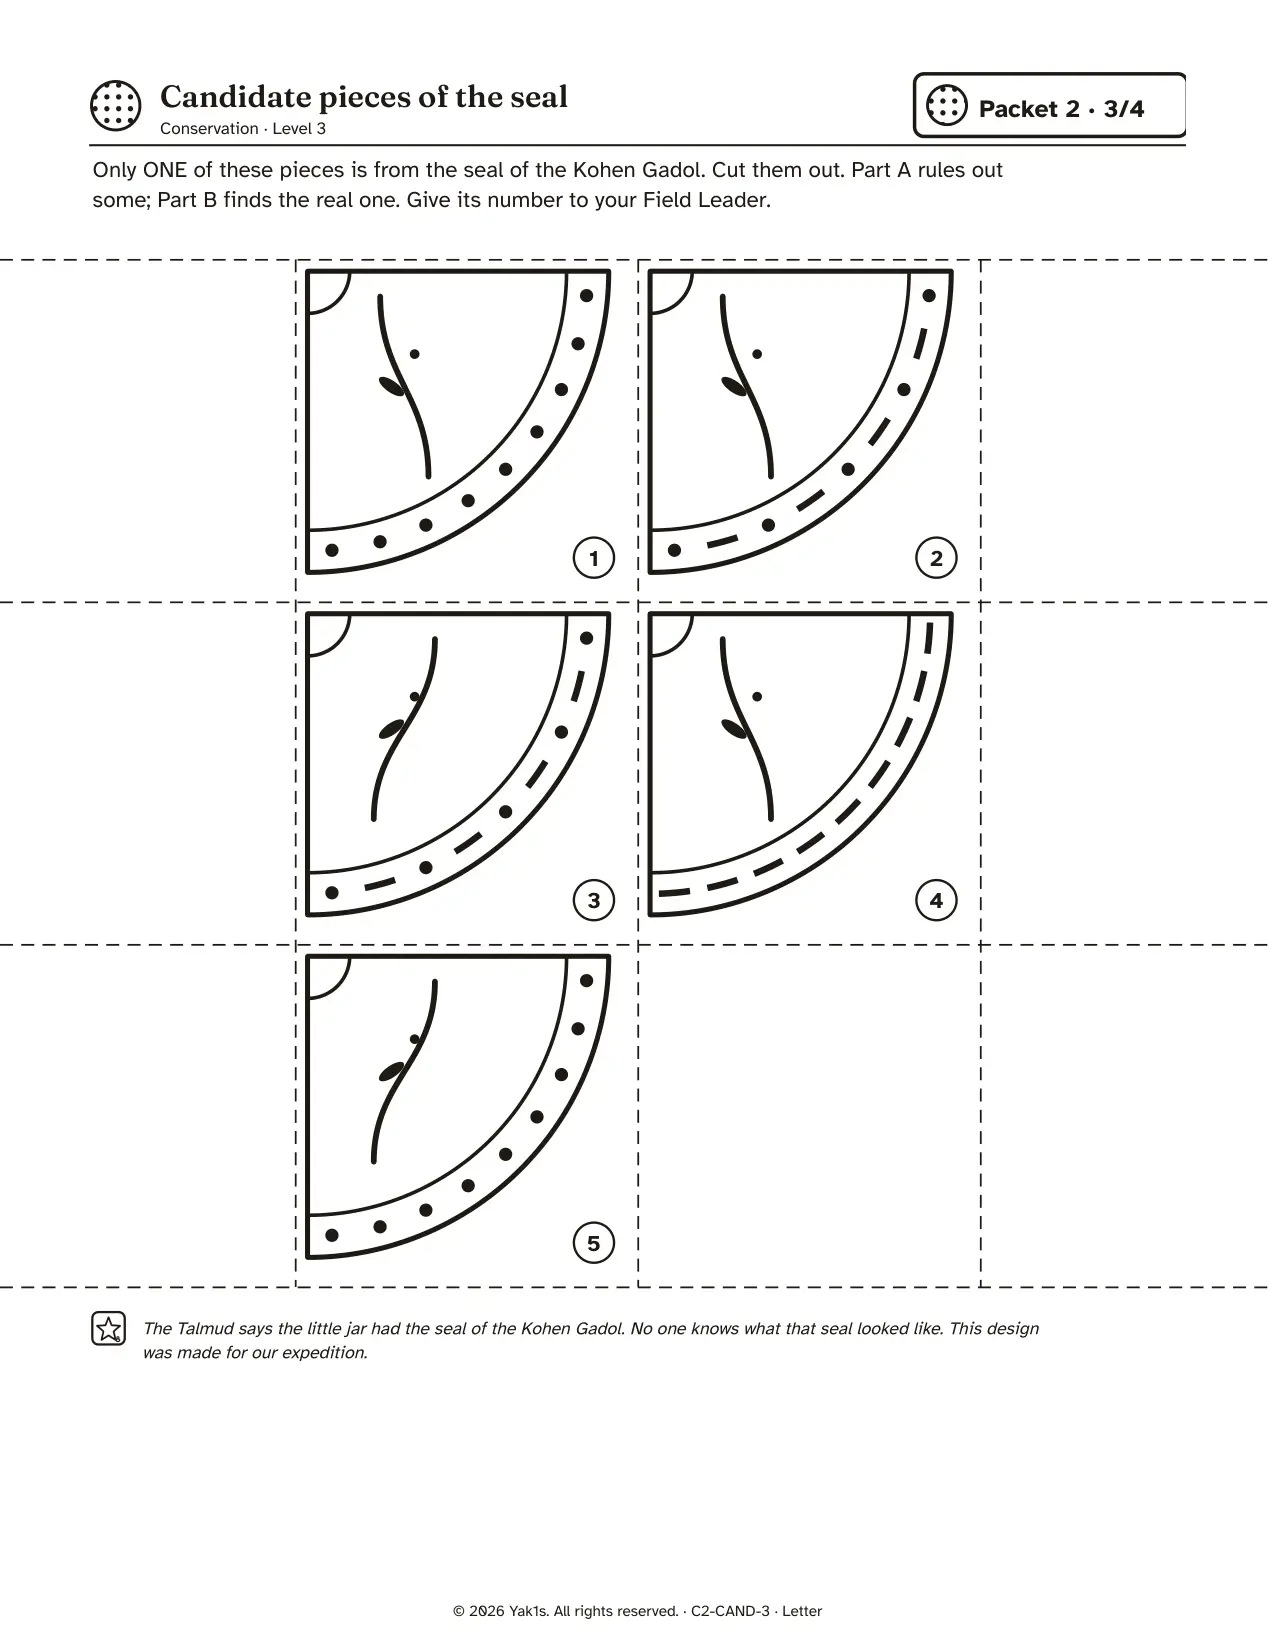 Candidate pieces of the seal
Conservation · Level 3
Packet 2 · 3/4
Only ONE of these pieces is from the seal of the Kohen Gadol. Cut them out. Part A rules out
some; Part B finds the real one. Give its number to your Field Leader.
1
2
3
4
5
The Talmud says the little jar had the seal of the Kohen Gadol. No one knows what that seal looked like. This design
was made for our expedition.
© 2026 Yak1s. All rights reserved. · C2-CAND-3 · Letter